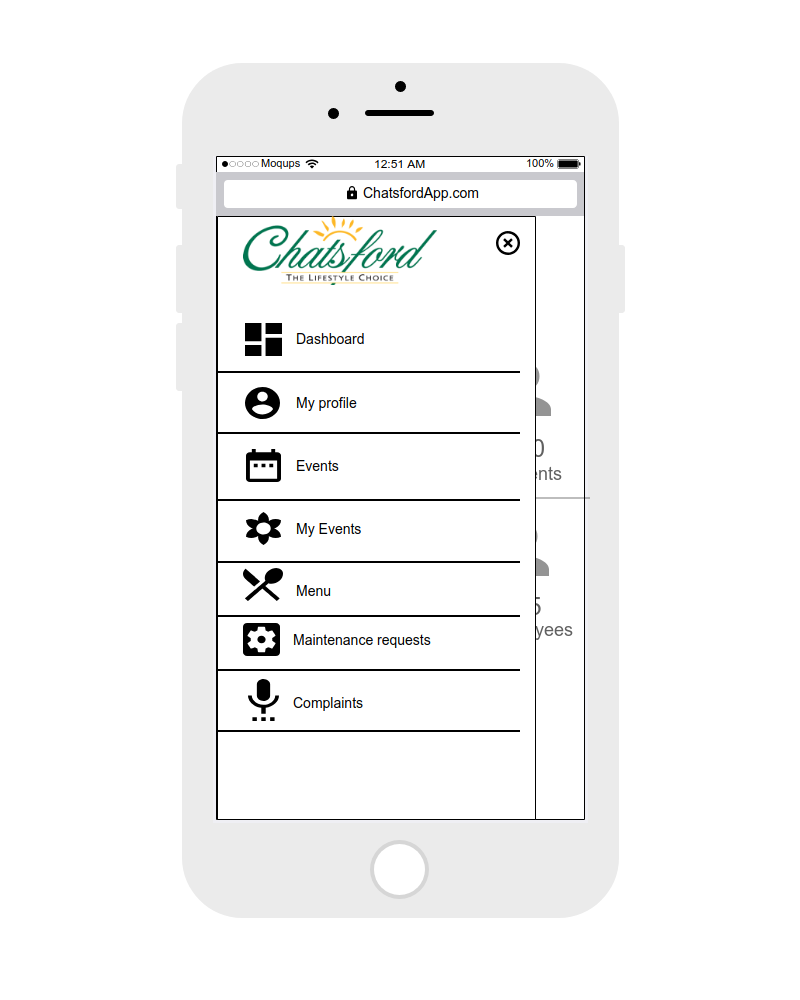 Moqups 12:51 AM 100%
ChatsfordApp.com
Chatsford
THE LIFESTYLE CHOICE
Dashboard
My profile
Events
My Events
Menu
Maintenance requests
Complaints
0
ents
5
yees